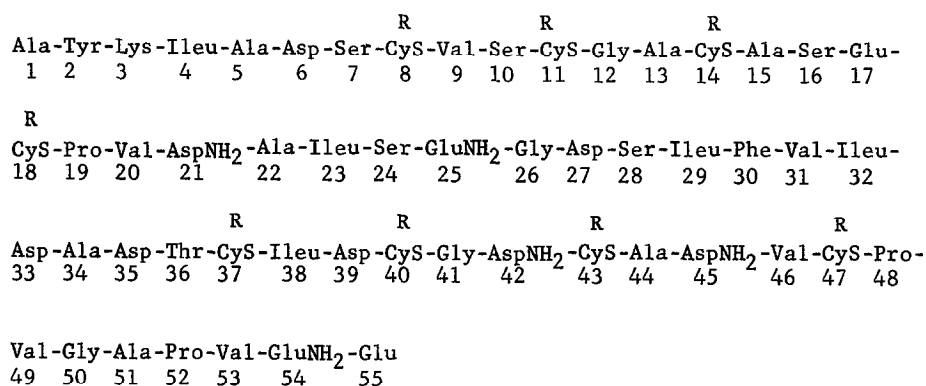 R R R
Ala-Tyr-Lys-Ileu-Ala-Asp-Ser-CyS-Val-Ser-CyS-Gly-Ala-CyS-Ala-Ser-Glu-
1 2 3 4 5 6 7 8 9 10 11 12 13 14 15 16 17
R
CyS-Pro-Val-AspNH₂-Ala-Ileu-Ser-GluNH₂-Gly-Asp-Ser-Ileu-Phe-Val-Ileu-
18 19 20 21 22 23 24 25 26 27 28 29 30 31 32
R R R R
Asp-Ala-Asp-Thr-CyS-Ileu-Asp-CyS-Gly-AspNH₂-CyS-Ala-AspNH₂-Val-CyS-Pro-
33 34 35 36 37 38 39 40 41 42 43 44 45 46 47 48
Val-Gly-Ala-Pro-Val-GluNH₂-Glu
49 50 51 52 53 54 55